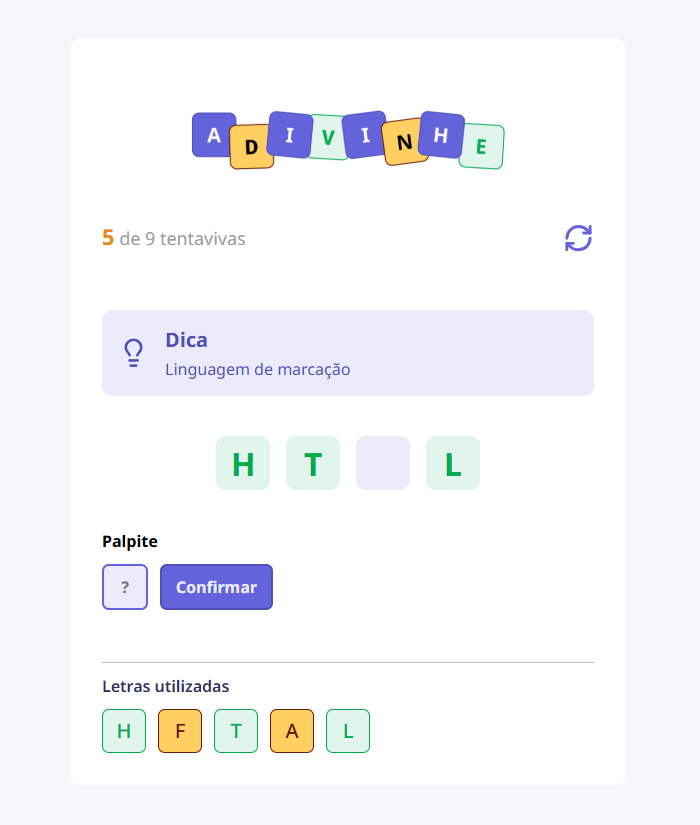 ADIVINHE
5 de 9 tentavivas
Dica
Linguagem de marcação
H T L
Palpite
? Confirmar
Letras utilizadas
H F T A L